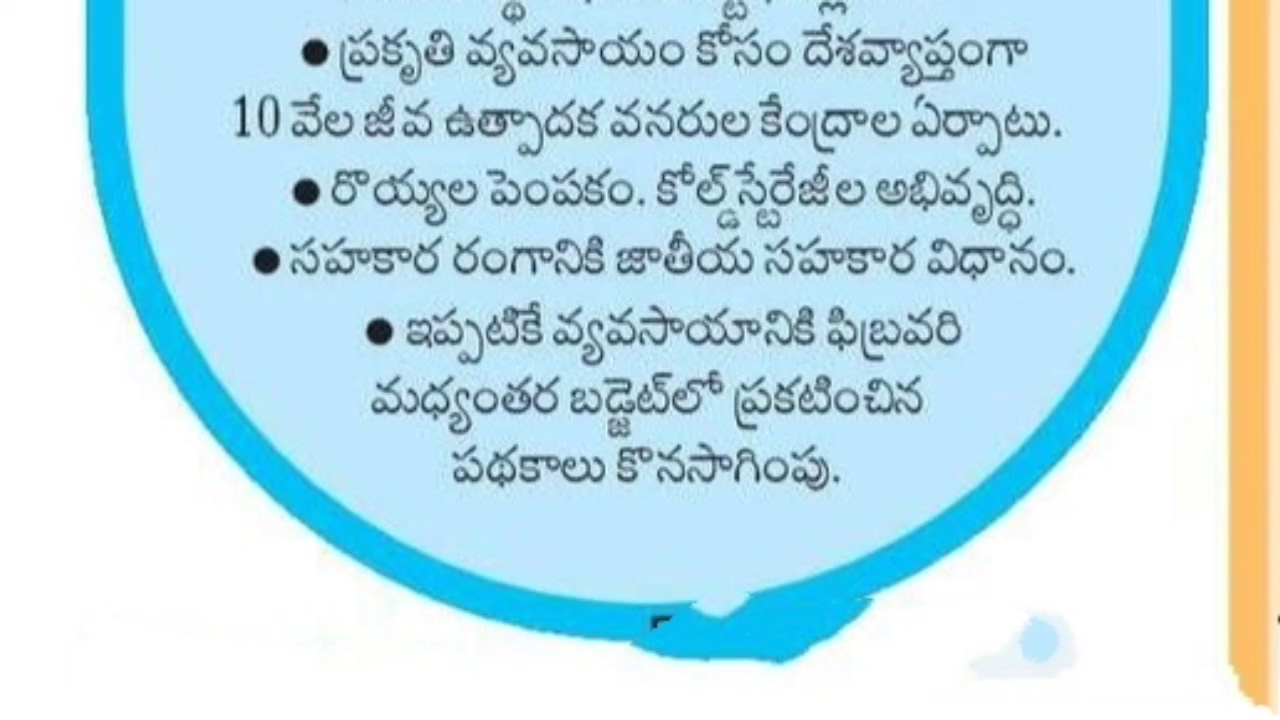 ● ప్రకృతి వ్యవసాయం కోసం దేశవ్యాప్తంగా
10 వేల జీవ ఉత్పాదక వనరుల కేంద్రాల ఏర్పాటు.
● రొయ్యల పెంపకం. కోల్డ్‌స్టేరేజీల అభివృద్ధి.
● సహకార రంగానికి జాతీయ సహకార విధానం.
● ఇప్పటికే వ్యవసాయానికి ఫిబ్రవరి
మధ్యంతర బడ్జెట్‌లో ప్రకటించిన
పథకాలు కొనసాగింపు.